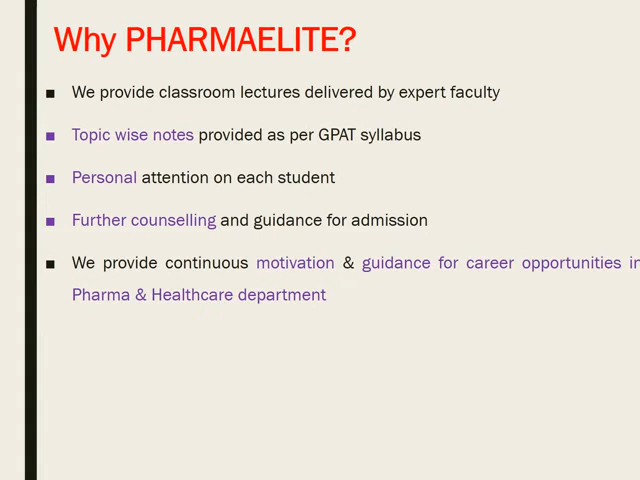 Why PHARMAELITE?
■ We provide classroom lectures delivered by expert faculty
■ Topic wise notes provided as per GPAT syllabus
■ Personal attention on each student
■ Further counselling and guidance for admission
■ We provide continuous motivation & guidance for career opportunities in
Pharma & Healthcare department